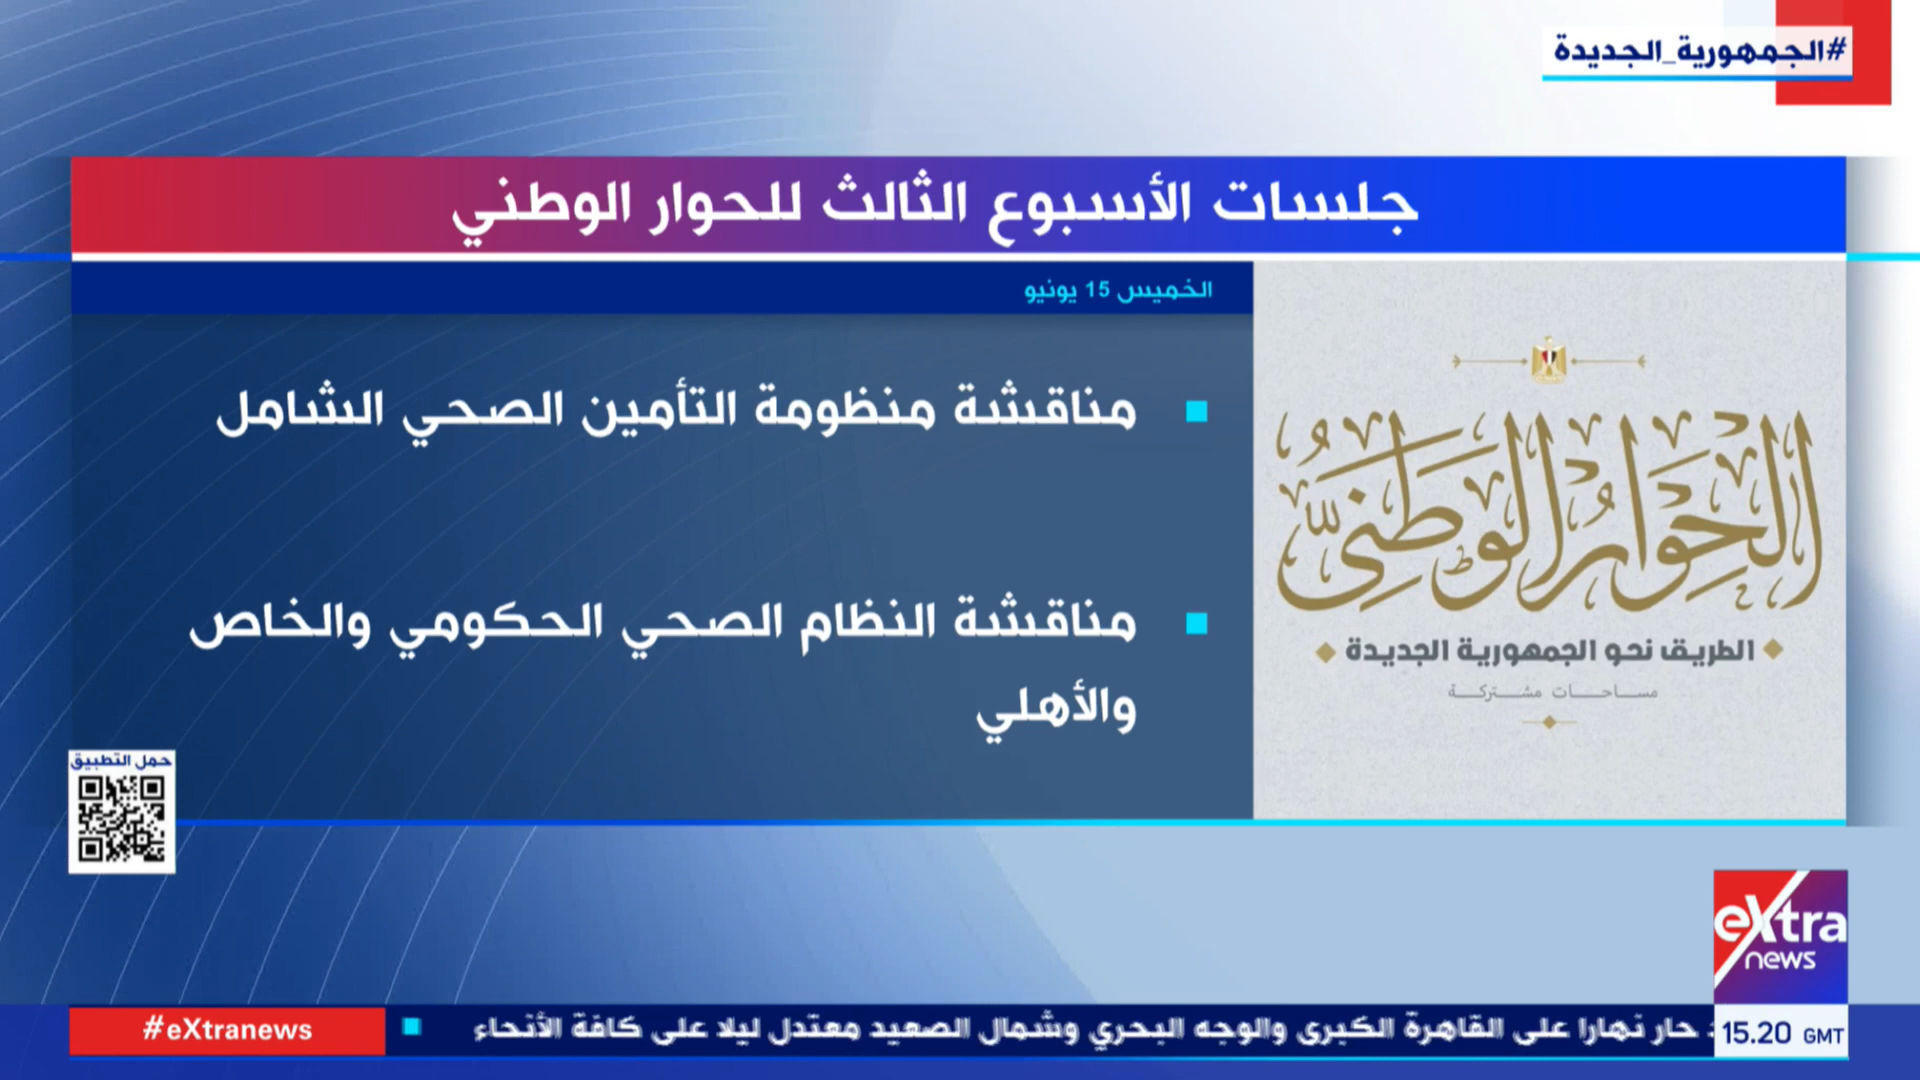 #الجمهورية_الجديدة
جلسات الأسبوع الثالث للحوار الوطني
الخميس 15 يونيو
مناقشة منظومة التأمين الصحي الشامل
مناقشة النظام الصحي الحكومي والخاص
والأهلي
الحوار الوطني
الطريق نحو الجمهورية الجديدة
مساحات مشتركة
حمل التطبيق
eXtra
news
حار نهارا على القاهرة الكبرى والوجه البحري وشمال الصعيد معتدل ليلا على كافة الأنحاء
#eXtranews
15.20 GMT